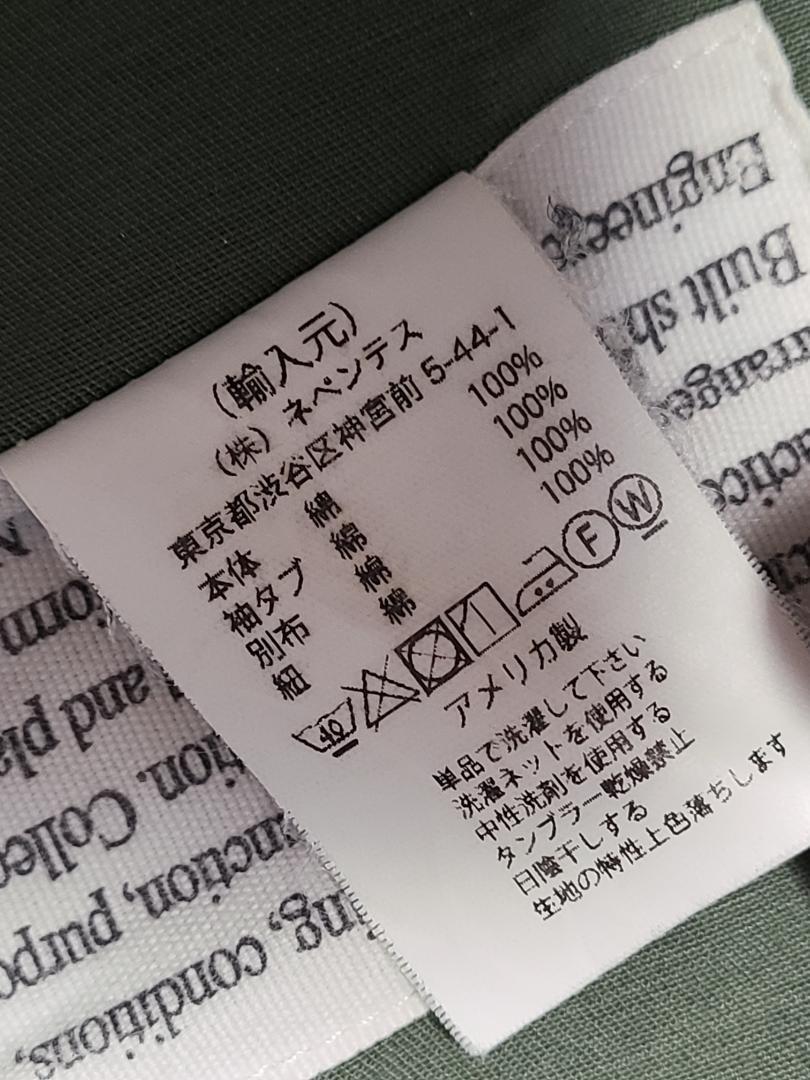 (輸入元)
(株) ネペンテス
東京都渋谷区神宮前 5-44-1
本体 綿 100%
袖タブ 綿 100%
別布 綿 100%
紐 綿 100%
40 F W
アメリカ製
単品で洗濯して下さい
洗濯ネットを使用する
中性洗剤を使用する
タンブラー乾燥禁止
日陰干しする
生地の特性上色落ちします
Enginee
Built sh
and pla
Colle
purpo
conditions,